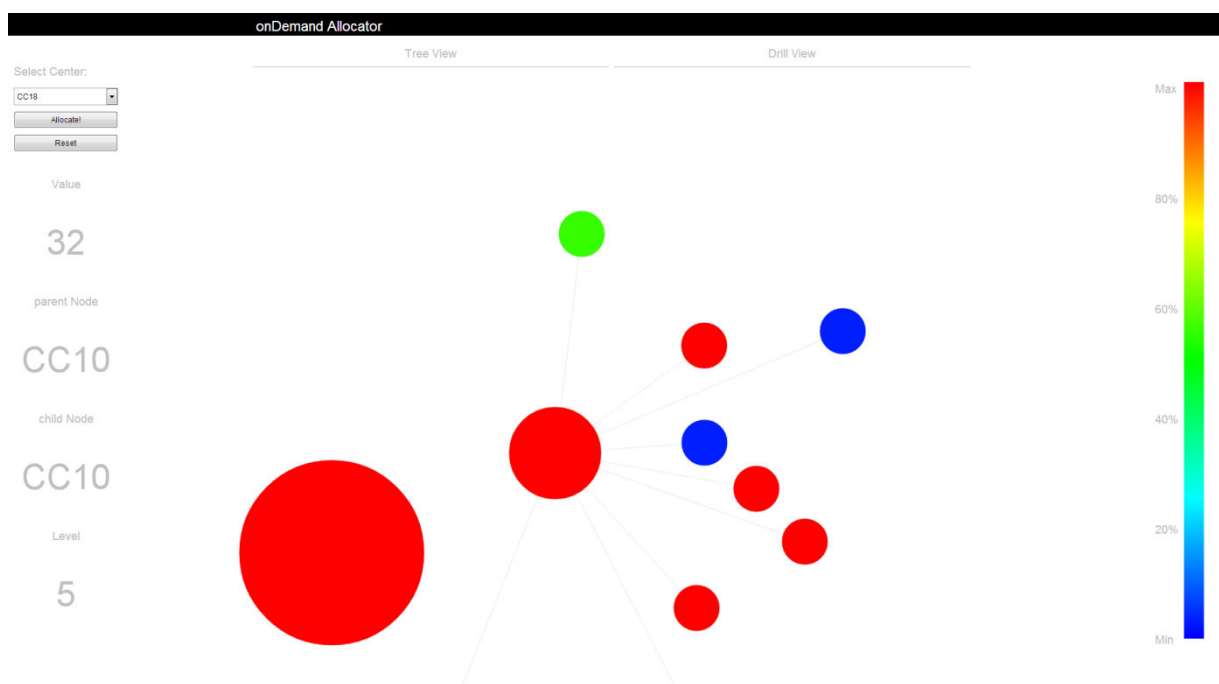 onDemand Allocator
Tree View
Drill View
Select Center:
CC18
Allocate!
Reset
Value
32
parent Node
CC10
child Node
CC10
Level
5
Max
80%
60%
40%
20%
Min